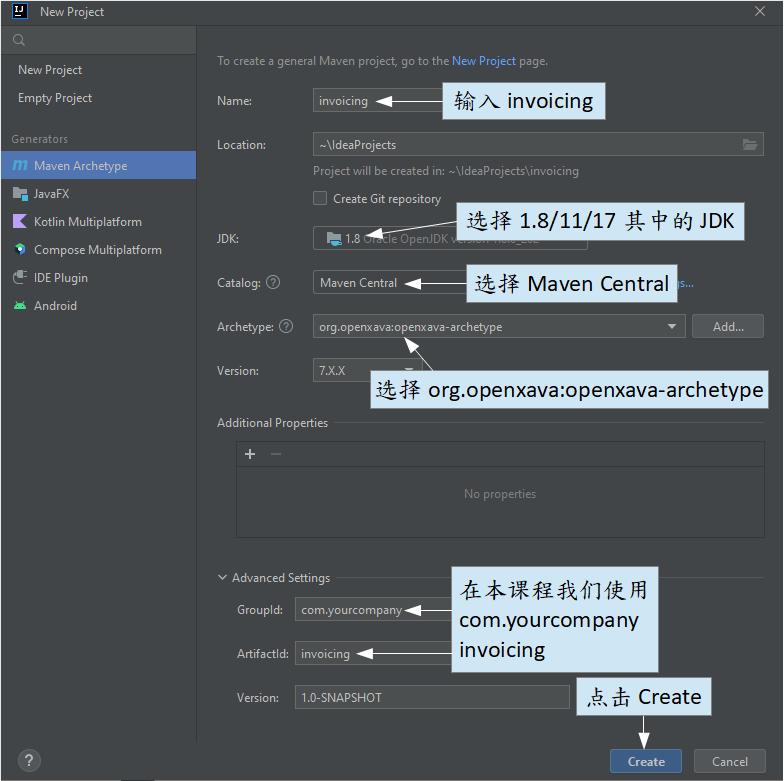 New Project
New Project
Empty Project
Generators
Maven Archetype
JavaFX
Kotlin Multiplatform
Compose Multiplatform
IDE Plugin
Android
To create a general Maven project, go to the New Project page.
Name: invoicing
输入 invoicing
Location: ~\IdeaProjects
Project will be created in: ~\IdeaProjects\invoicing
Create Git repository
选择 1.8/11/17 其中的 JDK
JDK: 1.8 Oracle OpenJDK version
选择 Maven Central
Catalog: Maven Central
Archetype: org.openxava:openxava-archetype Add...
Version: 7.X.X
选择 org.openxava:openxava-archetype
Additional Properties
No properties
Advanced Settings
在本课程我们使用
com.yourcompany
invoicing
GroupId: com.yourcompany
ArtifactId: invoicing
Version: 1.0-SNAPSHOT
点击 Create
Create Cancel